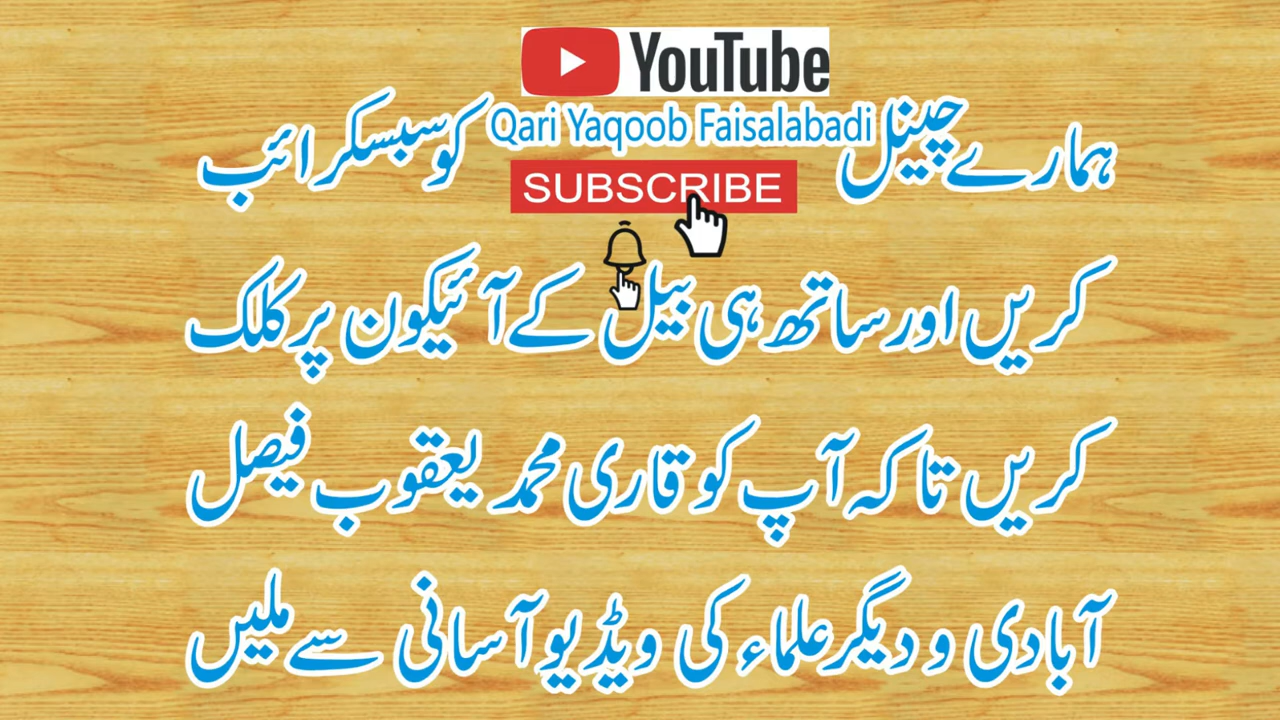 YouTube
ہمارے چینل Qari Yaqoob Faisalabadi کو سبسکرائب
SUBSCRIBE
کریں اور ساتھ ہی بیل کے آئیکون پر کلک
کریں تاکہ آپ کو قاری محمد یعقوب فیصل
آبادی و دیگر علماء کی ویڈیو آسانی سے ملیں